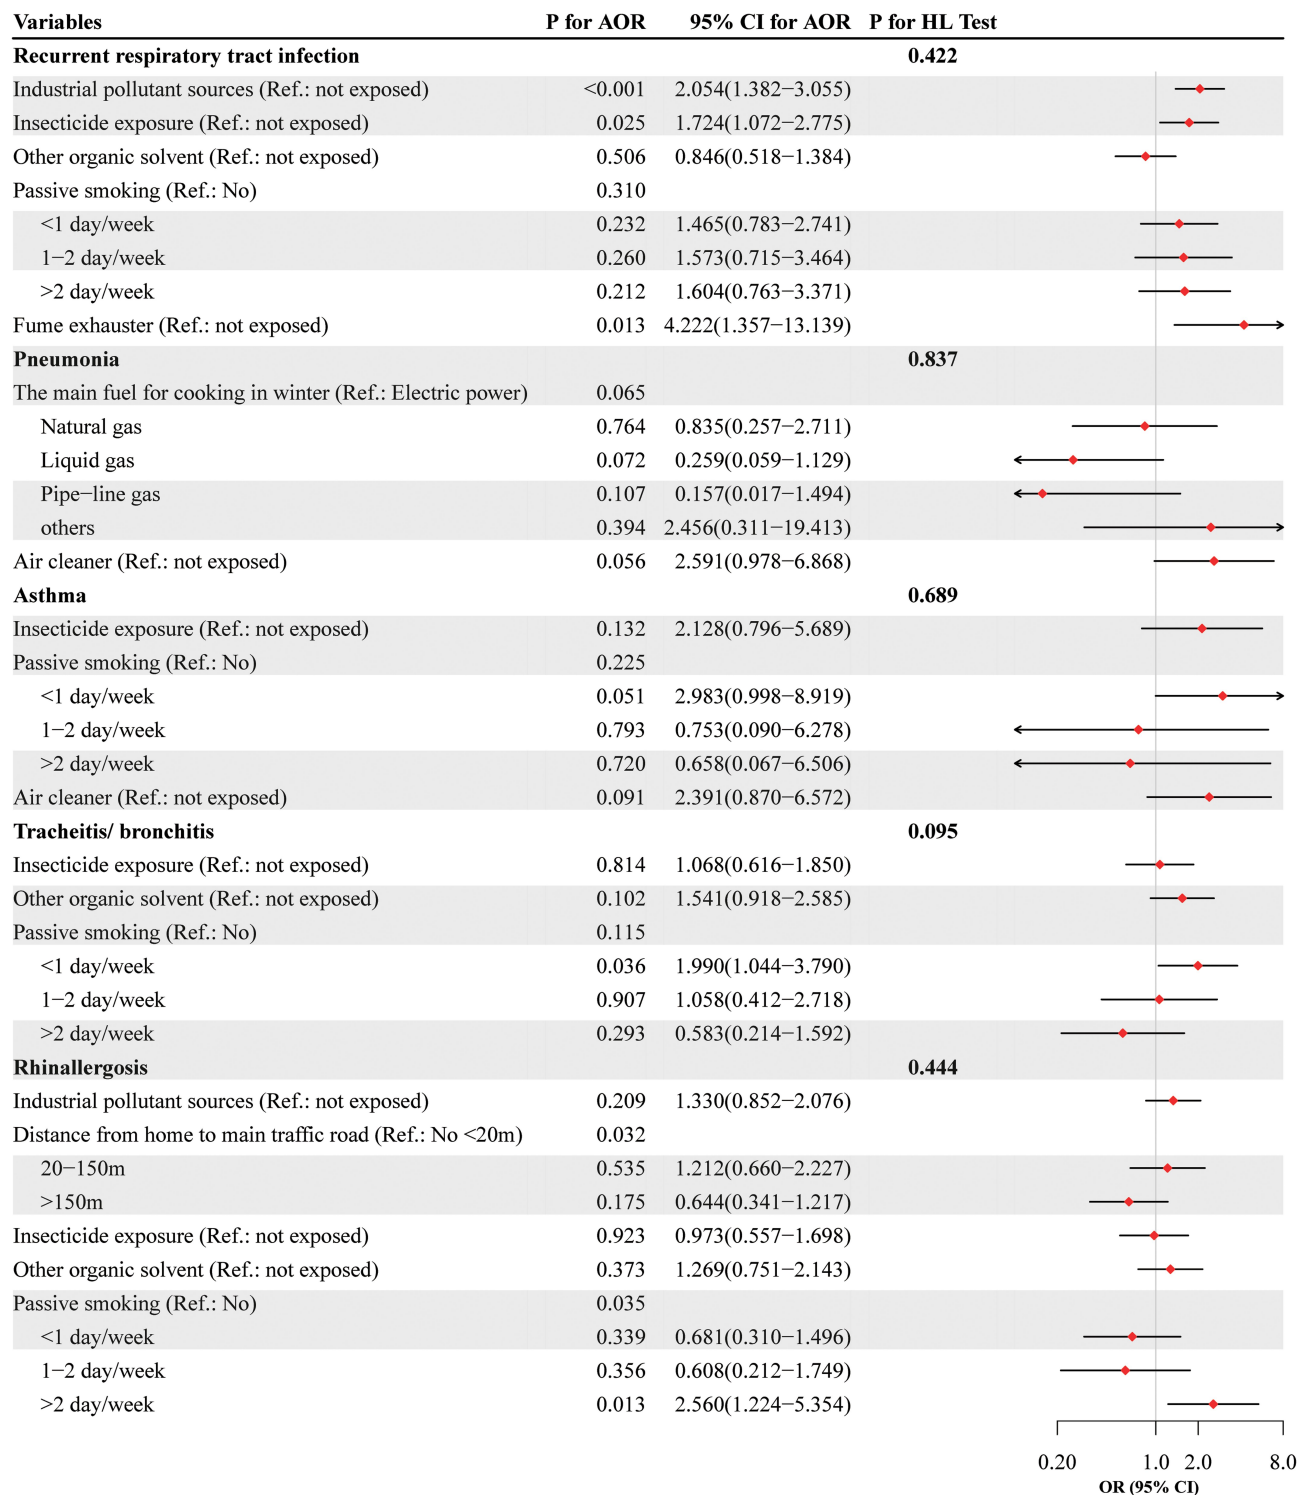 Variables P for AOR 95% CI for AOR P for HL Test
Recurrent respiratory tract infection 0.422
Industrial pollutant sources (Ref.: not exposed) <0.001 2.054(1.382−3.055)
Insecticide exposure (Ref.: not exposed) 0.025 1.724(1.072−2.775)
Other organic solvent (Ref.: not exposed) 0.506 0.846(0.518−1.384)
Passive smoking (Ref.: No) 0.310
<1 day/week 0.232 1.465(0.783−2.741)
1−2 day/week 0.260 1.573(0.715−3.464)
>2 day/week 0.212 1.604(0.763−3.371)
Fume exhauster (Ref.: not exposed) 0.013 4.222(1.357−13.139)
Pneumonia 0.837
The main fuel for cooking in winter (Ref.: Electric power) 0.065
Natural gas 0.764 0.835(0.257−2.711)
Liquid gas 0.072 0.259(0.059−1.129)
Pipe−line gas 0.107 0.157(0.017−1.494)
others 0.394 2.456(0.311−19.413)
Air cleaner (Ref.: not exposed) 0.056 2.591(0.978−6.868)
Asthma 0.689
Insecticide exposure (Ref.: not exposed) 0.132 2.128(0.796−5.689)
Passive smoking (Ref.: No) 0.225
<1 day/week 0.051 2.983(0.998−8.919)
1−2 day/week 0.793 0.753(0.090−6.278)
>2 day/week 0.720 0.658(0.067−6.506)
Air cleaner (Ref.: not exposed) 0.091 2.391(0.870−6.572)
Tracheitis/ bronchitis 0.095
Insecticide exposure (Ref.: not exposed) 0.814 1.068(0.616−1.850)
Other organic solvent (Ref.: not exposed) 0.102 1.541(0.918−2.585)
Passive smoking (Ref.: No) 0.115
<1 day/week 0.036 1.990(1.044−3.790)
1−2 day/week 0.907 1.058(0.412−2.718)
>2 day/week 0.293 0.583(0.214−1.592)
Rhinallergosis 0.444
Industrial pollutant sources (Ref.: not exposed) 0.209 1.330(0.852−2.076)
Distance from home to main traffic road (Ref.: No <20m) 0.032
20−150m 0.535 1.212(0.660−2.227)
>150m 0.175 0.644(0.341−1.217)
Insecticide exposure (Ref.: not exposed) 0.923 0.973(0.557−1.698)
Other organic solvent (Ref.: not exposed) 0.373 1.269(0.751−2.143)
Passive smoking (Ref.: No) 0.035
<1 day/week 0.339 0.681(0.310−1.496)
1−2 day/week 0.356 0.608(0.212−1.749)
>2 day/week 0.013 2.560(1.224−5.354)
0.20 1.0 2.0 8.0
OR (95% CI)